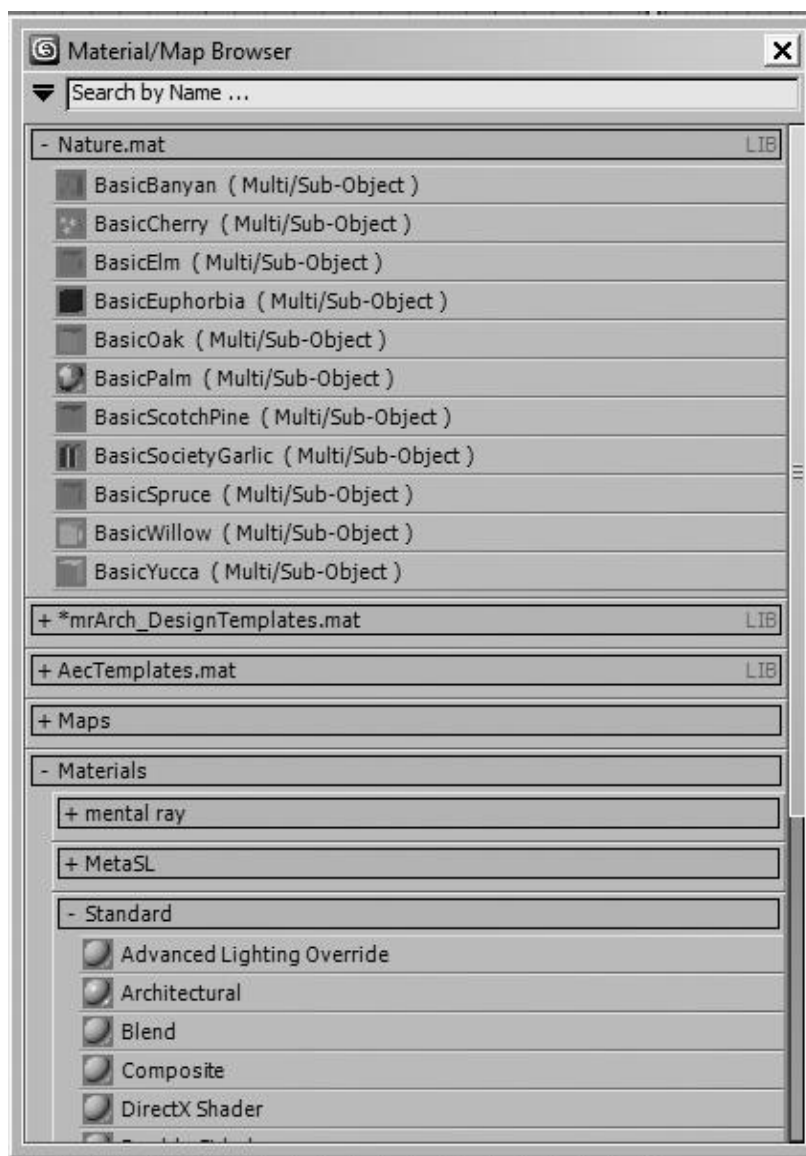 Material/Map Browser
Search by Name ...
- Nature.mat LIB
BasicBanyan ( Multi/Sub-Object )
BasicCherry ( Multi/Sub-Object )
BasicElm ( Multi/Sub-Object )
BasicEuphorbia ( Multi/Sub-Object )
BasicOak ( Multi/Sub-Object )
BasicPalm ( Multi/Sub-Object )
BasicScotchPine ( Multi/Sub-Object )
BasicSocietyGarlic ( Multi/Sub-Object )
BasicSpruce ( Multi/Sub-Object )
BasicWillow ( Multi/Sub-Object )
BasicYucca ( Multi/Sub-Object )
+ *mrArch_DesignTemplates.mat LIB
+ AecTemplates.mat LIB
+ Maps
- Materials
+ mental ray
+ MetaSL
- Standard
Advanced Lighting Override
Architectural
Blend
Composite
DirectX Shader